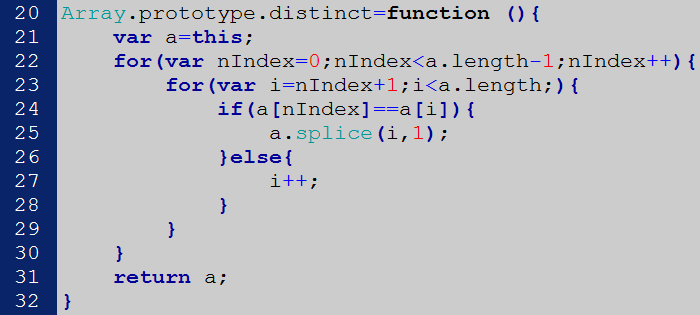 20 Array.prototype.distinct=function (){
21     var a=this;
22     for(var nIndex=0;nIndex<a.length-1;nIndex++){
23         for(var i=nIndex+1;i<a.length;){
24             if(a[nIndex]==a[i]){
25                 a.splice(i,1);
26             }else{
27                 i++;
28             }
29         }
30     }
31     return a;
32 }